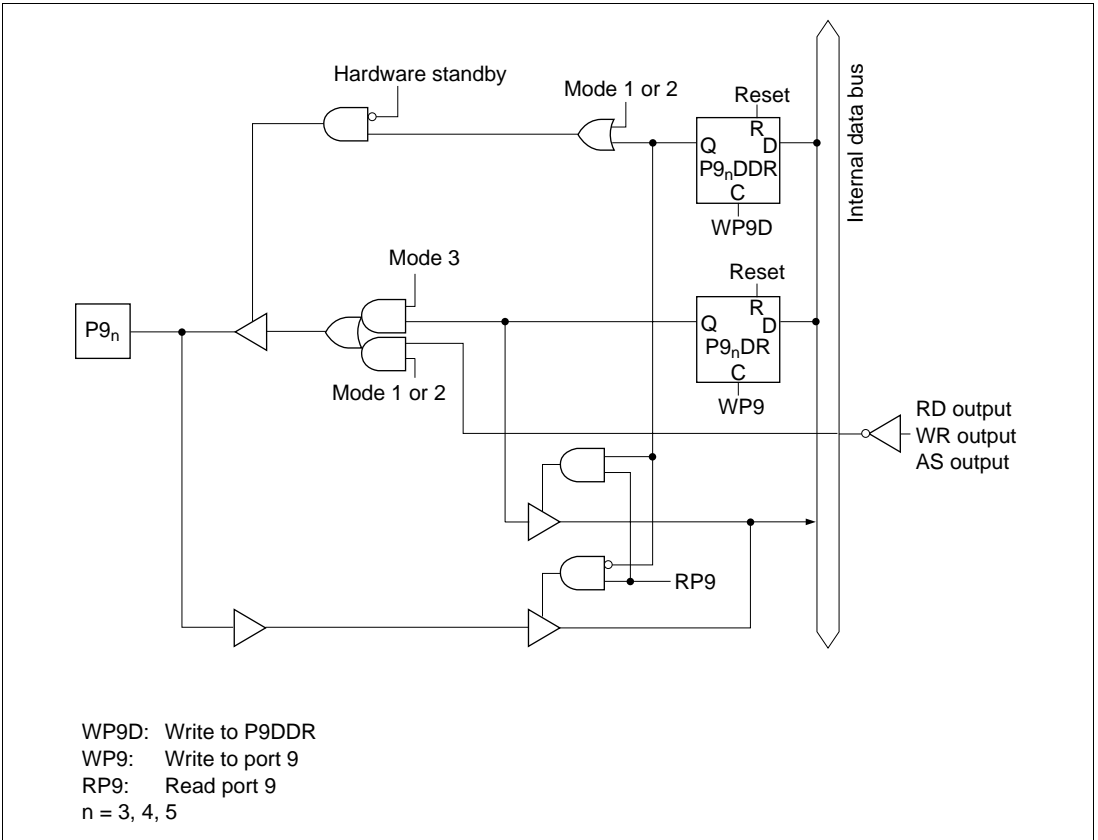 Hardware standby
Mode 1 or 2
Reset
R
Q D
P9nDDR
C
WP9D
Internal data bus
Mode 3
Reset
R
Q D
P9nDR
C
WP9
P9n
Mode 1 or 2
RD output
WR output
AS output
RP9
WP9D: Write to P9DDR
WP9: Write to port 9
RP9: Read port 9
n = 3, 4, 5